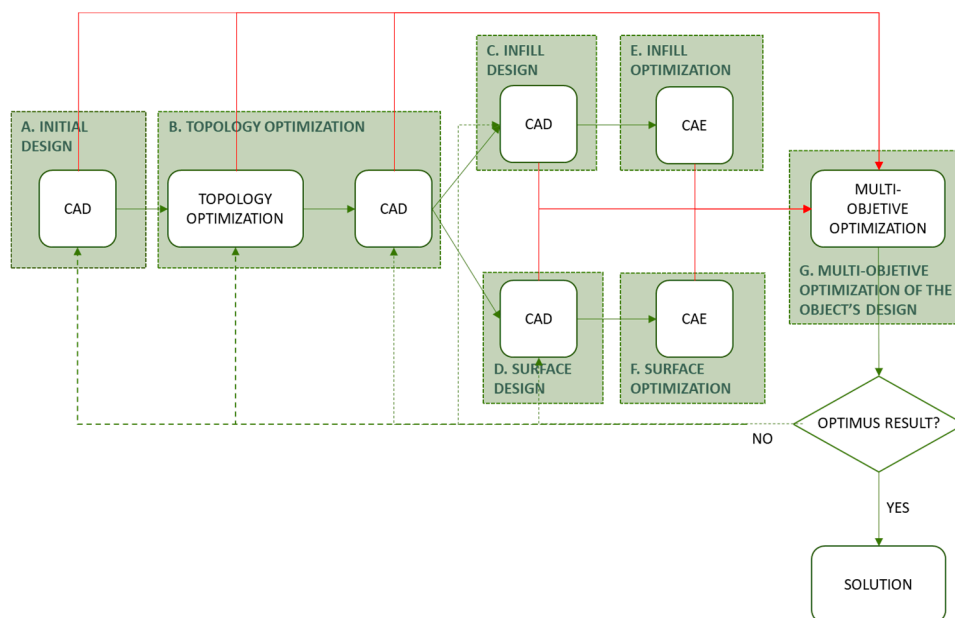 A. INITIAL
DESIGN
CAD
B. TOPOLOGY OPTIMIZATION
TOPOLOGY
OPTIMIZATION
CAD
C. INFILL
DESIGN
CAD
E. INFILL
OPTIMIZATION
CAE
CAD
D. SURFACE
DESIGN
CAE
F. SURFACE
OPTIMIZATION
MULTI-
OBJETIVE
OPTIMIZATION
G. MULTI-OBJETIVE
OPTIMIZATION OF THE
OBJECT'S DESIGN
OPTIMUS RESULT?
NO
YES
SOLUTION